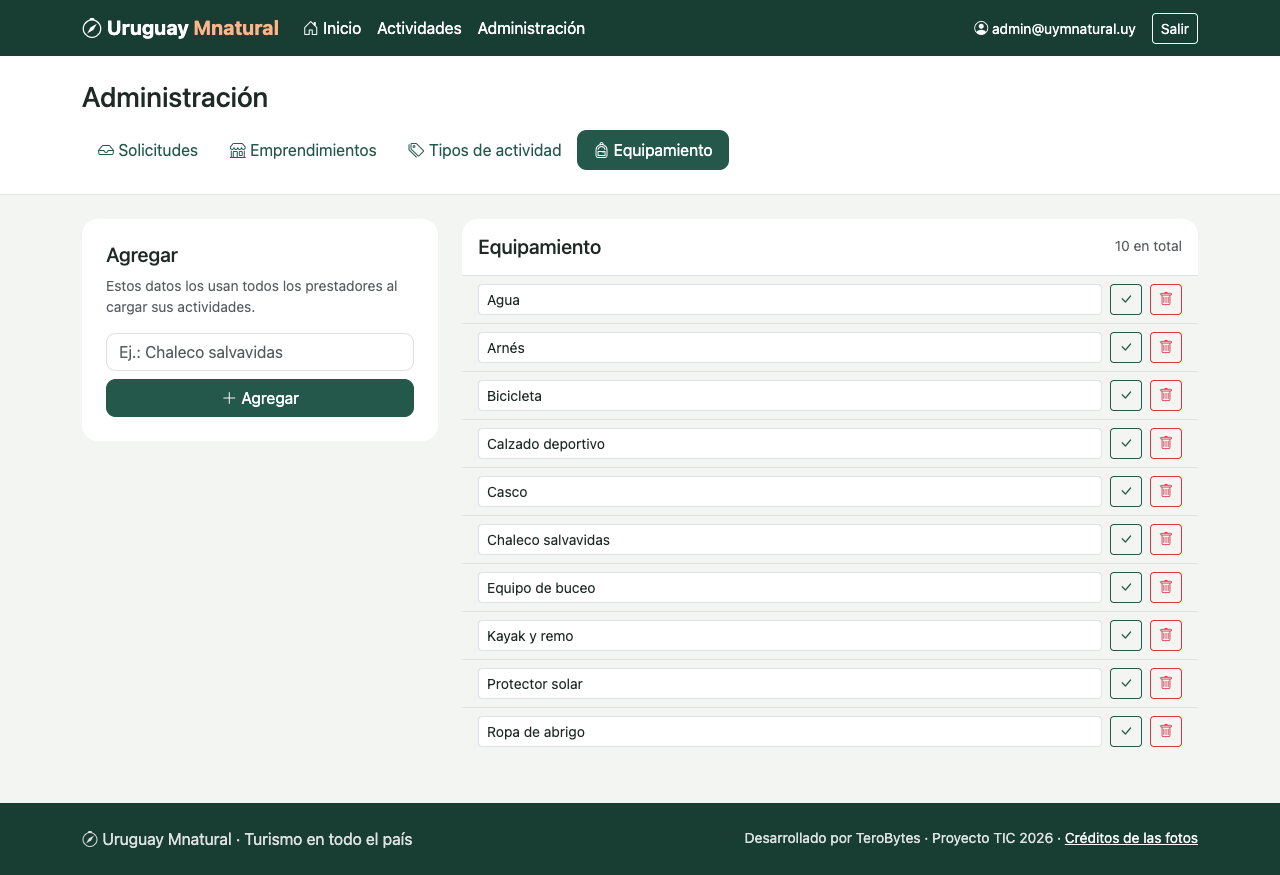 Uruguay Mnatural Inicio Actividades Administración admin@uymnatural.uy Salir
Administración
Solicitudes Emprendimientos Tipos de actividad Equipamiento
Agregar
Estos datos los usan todos los prestadores al
cargar sus actividades.
Ej.: Chaleco salvavidas
Agregar
Equipamiento 10 en total
Agua
Arnés
Bicicleta
Calzado deportivo
Casco
Chaleco salvavidas
Equipo de buceo
Kayak y remo
Protector solar
Ropa de abrigo
Uruguay Mnatural · Turismo en todo el país
Desarrollado por TeroBytes · Proyecto TIC 2026 · Créditos de las fotos